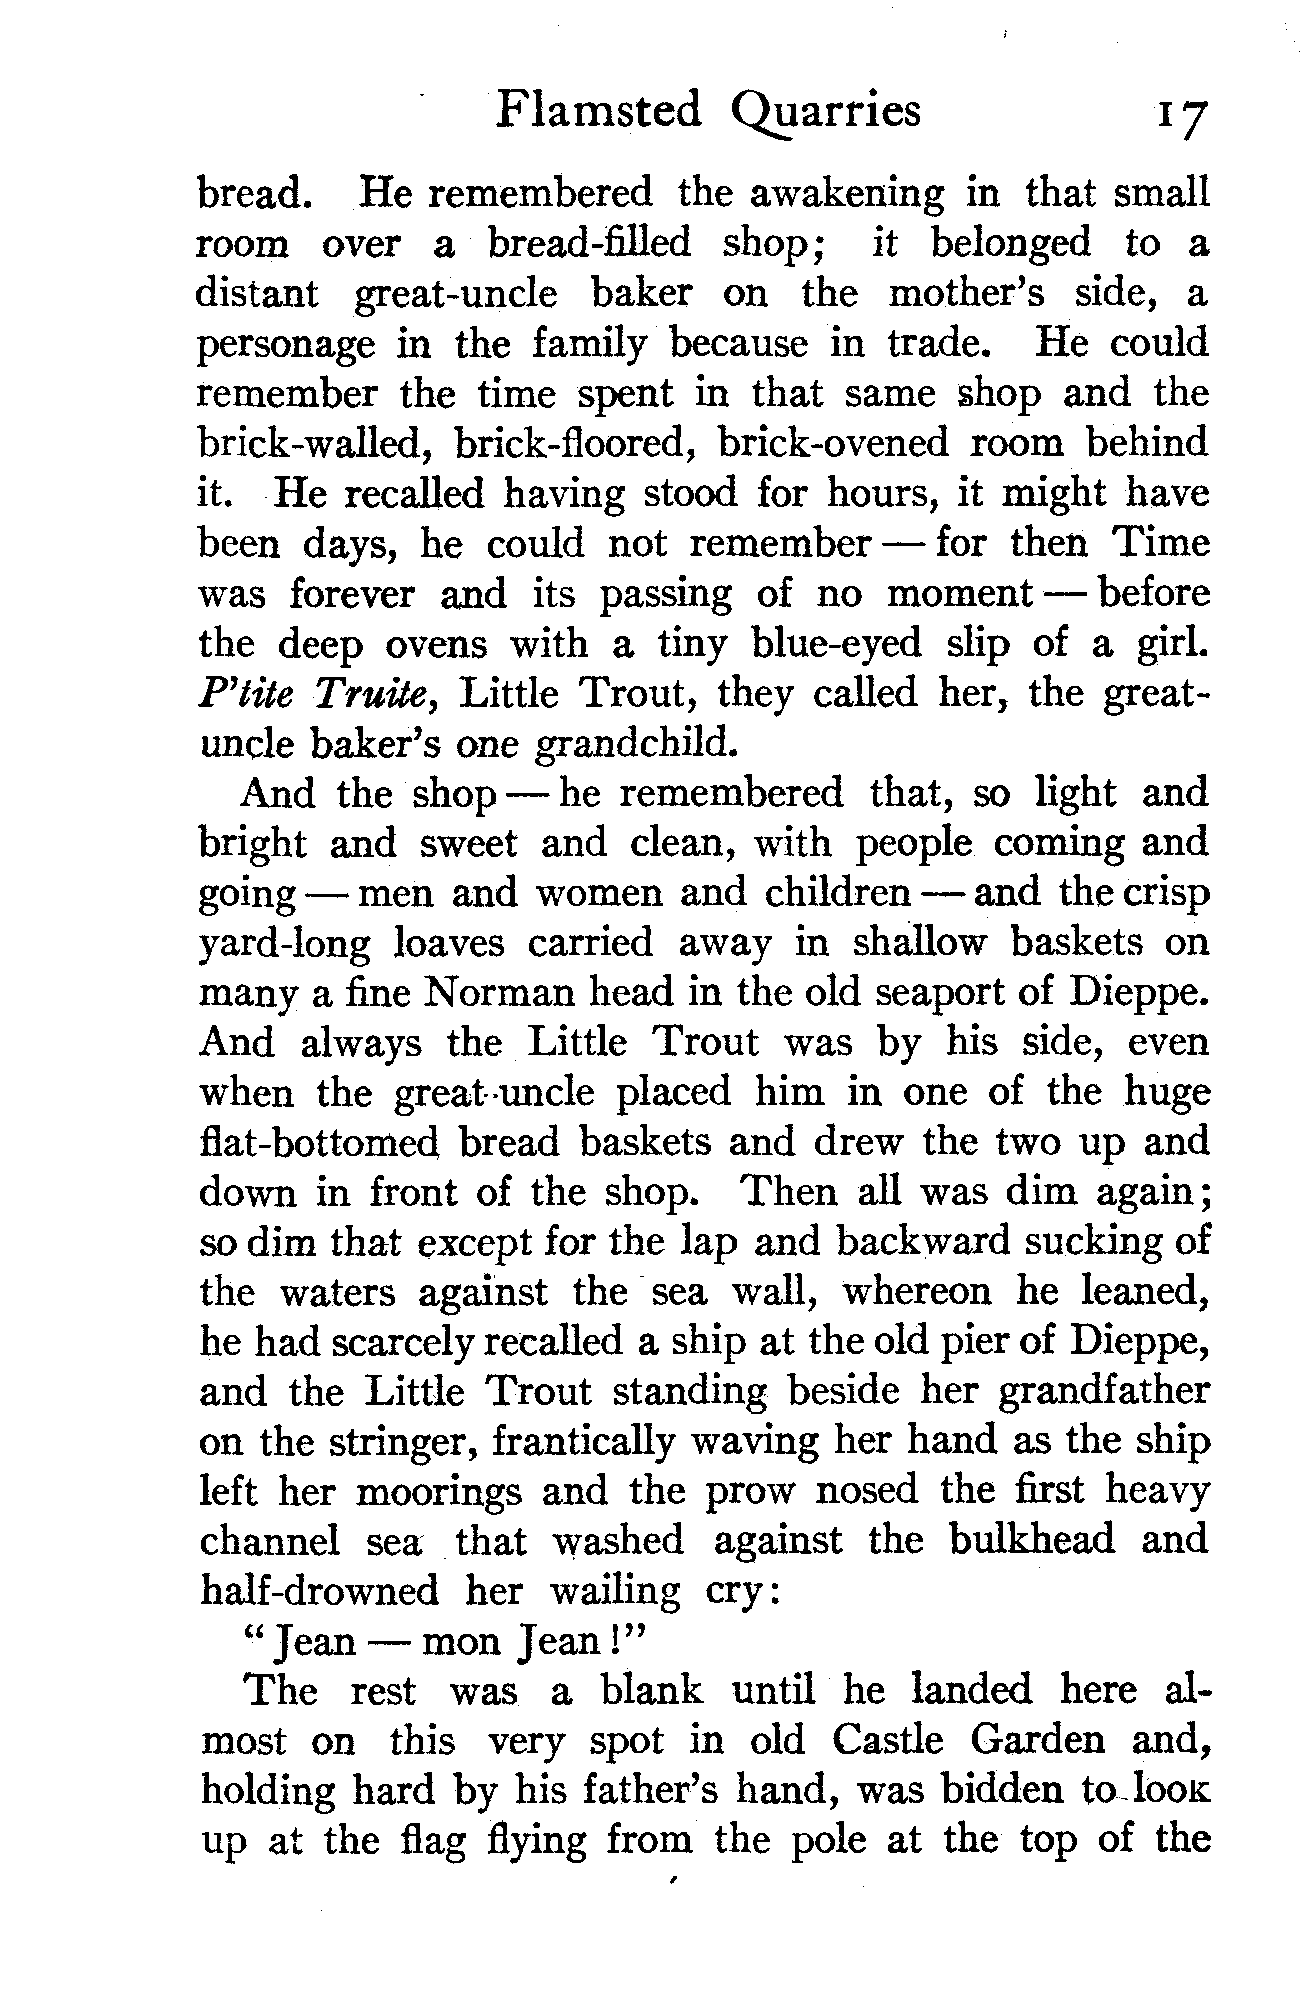 Flamsted Quarries 17
bread. He remembered the awakening in that small
room over a bread-filled shop; it belonged to a
distant great-uncle baker on the mother's side, a
personage in the family because in trade. He could
remember the time spent in that same shop and the
brick-walled, brick-floored, brick-ovened room behind
it. He recalled having stood for hours, it might have
been days, he could not remember — for then Time
was forever and its passing of no moment — before
the deep ovens with a tiny blue-eyed slip of a girl.
P'tite Truite, Little Trout, they called her, the great-
uncle baker's one grandchild.
And the shop — he remembered that, so light and
bright and sweet and clean, with people coming and
going — men and women and children — and the crisp
yard-long loaves carried away in shallow baskets on
many a fine Norman head in the old seaport of Dieppe.
And always the Little Trout was by his side, even
when the great-uncle placed him in one of the huge
flat-bottomed bread baskets and drew the two up and
down in front of the shop. Then all was dim again;
so dim that except for the lap and backward sucking of
the waters against the sea wall, whereon he leaned,
he had scarcely recalled a ship at the old pier of Dieppe,
and the Little Trout standing beside her grandfather
on the stringer, frantically waving her hand as the ship
left her moorings and the prow nosed the first heavy
channel sea that washed against the bulkhead and
half-drowned her wailing cry:
"Jean — mon Jean!"
The rest was a blank until he landed here al-
most on this very spot in old Castle Garden and,
holding hard by his father's hand, was bidden to look
up at the flag flying from the pole at the top of the